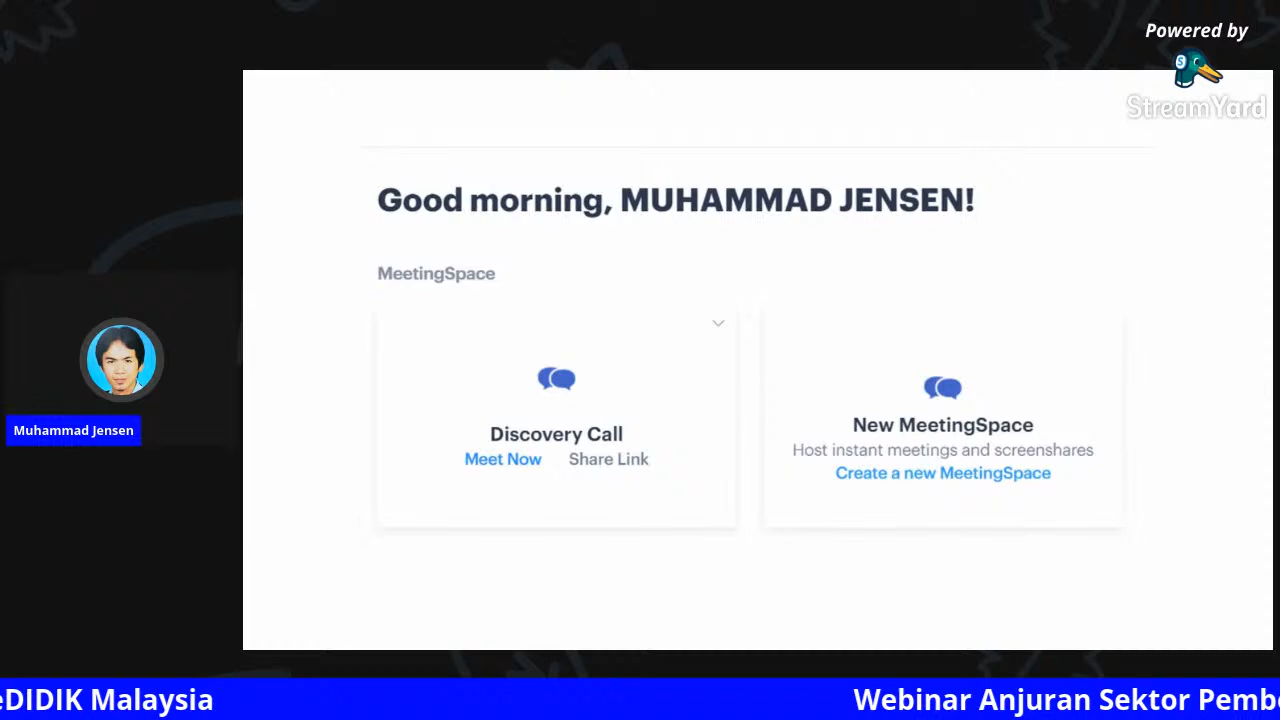 Powered by
StreamYard
Good morning, MUHAMMAD JENSEN!
MeetingSpace
Discovery Call
Meet Now Share Link
New MeetingSpace
Host instant meetings and screenshares
Create a new MeetingSpace
Muhammad Jensen
eDIDIK Malaysia
Webinar Anjuran Sektor Pembe